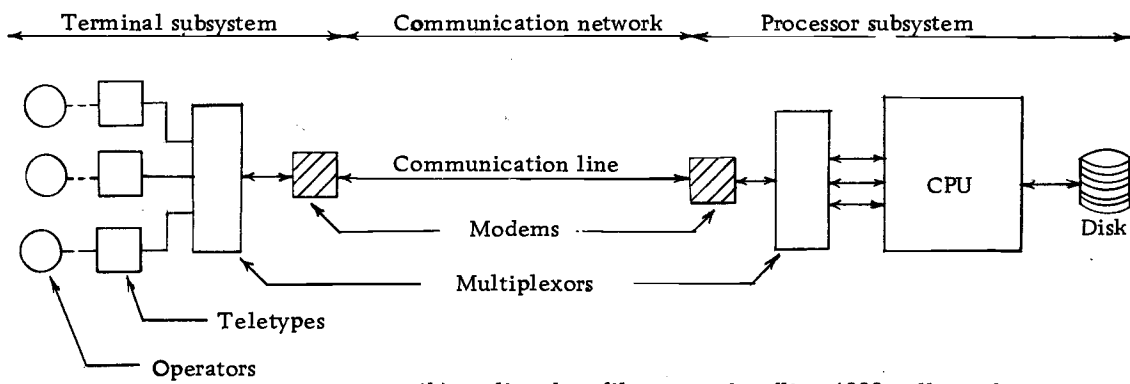 Terminal subsystem Communication network Processor subsystem
Communication line
CPU
Modems
Disk
Multiplexors
Teletypes
Operators